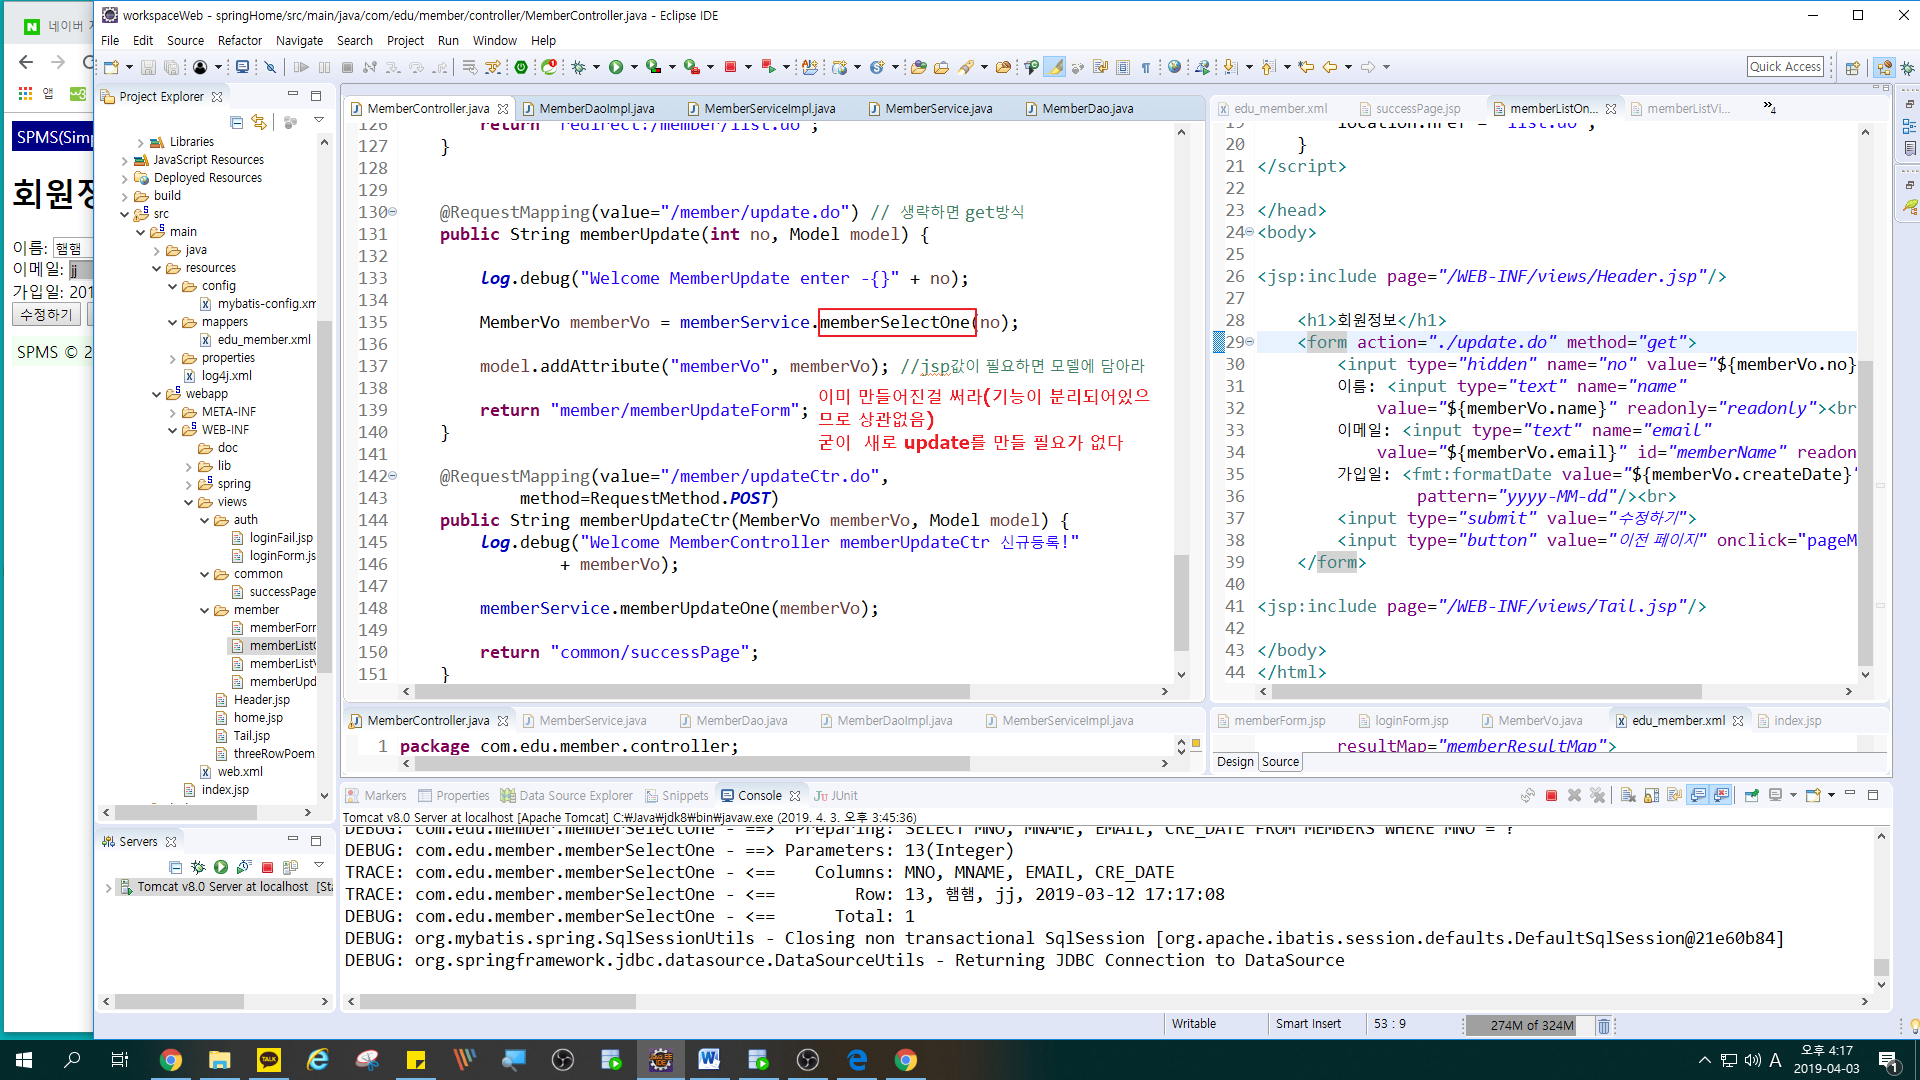 workspaceWeb - springHome/src/main/java/com/edu/member/controller/MemberController.java - Eclipse IDE
File Edit Source Refactor Navigate Search Project Run Window Help
Quick Access
네이버
앱
SPMS(Simp
이름: 햄햄
이메일: jj
가입일: 201
수정하기
SPMS © 2
Project Explorer
Libraries
JavaScript Resources
Deployed Resources
build
src
main
java
resources
config
mybatis-config.xm
mappers
edu_member.xml
properties
log4j.xml
webapp
META-INF
WEB-INF
doc
lib
spring
views
auth
loginFail.jsp
loginForm.js
common
successPage
member
memberForr
memberList
memberList
memberUpd
Header.jsp
home.jsp
Tail.jsp
threeRowPoem
web.xml
index.jsp
Servers
Tomcat v8.0 Server at localhost [Sta
MemberController.java MemberDaoImpl.java MemberServiceImpl.java MemberService.java MemberDao.java
126 return "redirect:/member/list.do";
127 }
128
129
130 @RequestMapping(value="/member/update.do") // 생략하면 get방식
131 public String memberUpdate(int no, Model model) {
132
133 log.debug("Welcome MemberUpdate enter -{}" + no);
134
135 MemberVo memberVo = memberService.memberSelectOne(no);
136
137 model.addAttribute("memberVo", memberVo); //jsp값이 필요하면 모델에 담아라
138
139 return "member/memberUpdateForm";
140 }
141
이미 만들어진걸 써라(기능이 분리되어있으
므로 상관없음)
굳이 새로 update를 만들 필요가 없다
142 @RequestMapping(value="/member/updateCtr.do",
143 method=RequestMethod.POST)
144 public String memberUpdateCtr(MemberVo memberVo, Model model) {
145 log.debug("Welcome MemberController memberUpdateCtr 신규등록!"
146 + memberVo);
147
148 memberService.memberUpdateOne(memberVo);
149
150 return "common/successPage";
151 }
edu_member.xml successPage.jsp memberListOn... memberListVi... »4
19 location.href = "list.do";
20 }
21 </script>
22
23 </head>
24 <body>
25
26 <jsp:include page="/WEB-INF/views/Header.jsp"/>
27
28 <h1>회원정보</h1>
29 <form action="./update.do" method="get">
30 <input type="hidden" name="no" value="${memberVo.no}
31 이름: <input type="text" name="name"
32 value="${memberVo.name}" readonly="readonly"><br
33 이메일: <input type="text" name="email"
34 value="${memberVo.email}" id="memberName" readon
35 가입일: <fmt:formatDate value="${memberVo.createDate}"
36 pattern="yyyy-MM-dd"/><br>
37 <input type="submit" value="수정하기">
38 <input type="button" value="이전 페이지" onclick="pageM
39 </form>
40
41 <jsp:include page="/WEB-INF/views/Tail.jsp"/>
42
43 </body>
44 </html>
MemberController.java MemberService.java MemberDao.java MemberDaoImpl.java MemberServiceImpl.java
1 package com.edu.member.controller;
memberForm.jsp loginForm.jsp MemberVo.java edu_member.xml index.jsp
resultMap="memberResultMap">
Design Source
Markers Properties Data Source Explorer Snippets Console JUnit
Tomcat v8.0 Server at localhost [Apache Tomcat] C:₩Java₩jdk8₩bin₩javaw.exe (2019. 4. 3. 오후 3:45:36)
DEBUG: com.edu.member.memberSelectOne - ==> Preparing: SELECT MNO, MNAME, EMAIL, CRE_DATE FROM MEMBERS WHERE MNO = ?
DEBUG: com.edu.member.memberSelectOne - ==> Parameters: 13(Integer)
TRACE: com.edu.member.memberSelectOne - <== Columns: MNO, MNAME, EMAIL, CRE_DATE
TRACE: com.edu.member.memberSelectOne - <== Row: 13, 햄햄, jj, 2019-03-12 17:17:08
DEBUG: com.edu.member.memberSelectOne - <== Total: 1
DEBUG: org.mybatis.spring.SqlSessionUtils - Closing non transactional SqlSession [org.apache.ibatis.session.defaults.DefaultSqlSession@21e60b84]
DEBUG: org.springframework.jdbc.datasource.DataSourceUtils - Returning JDBC Connection to DataSource
Writable Smart Insert 53 : 9 274M of 324M
A 오후 4:17
2019-04-03
1